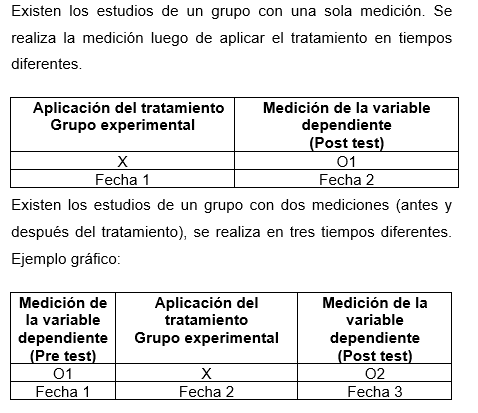 Existen los estudios de un grupo con una sola medición. Se
realiza la medición luego de aplicar el tratamiento en tiempos
diferentes.
Aplicación del tratamiento
Grupo experimental
Medición de la variable
dependiente
(Post test)
X
O1
Fecha 1
Fecha 2
Existen los estudios de un grupo con dos mediciones (antes y
después del tratamiento), se realiza en tres tiempos diferentes.
Ejemplo gráfico:
Medición de
la variable
dependiente
(Pre test)
Aplicación del
tratamiento
Grupo experimental
Medición de la
variable
dependiente
(Post test)
O1
X
O2
Fecha 1
Fecha 2
Fecha 3